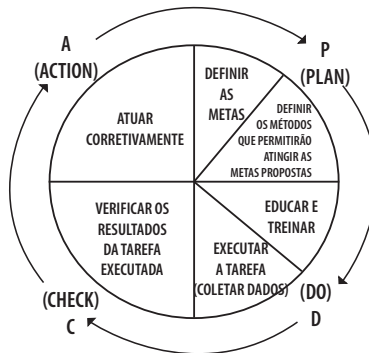 A
(ACTION)
P
(PLAN)
DEFINIR
AS
METAS
DEFINIR
OS MÉTODOS
QUE PERMITIRÃO
ATINGIR AS
METAS PROPOSTAS
ATUAR
CORRETIVAMENTE
VERIFICAR OS
RESULTADOS
DA TAREFA
EXECUTADA
EDUCAR E
TREINAR
EXECUTAR
A TAREFA
(COLETAR DADOS)
(CHECK)
C
(DO)
D